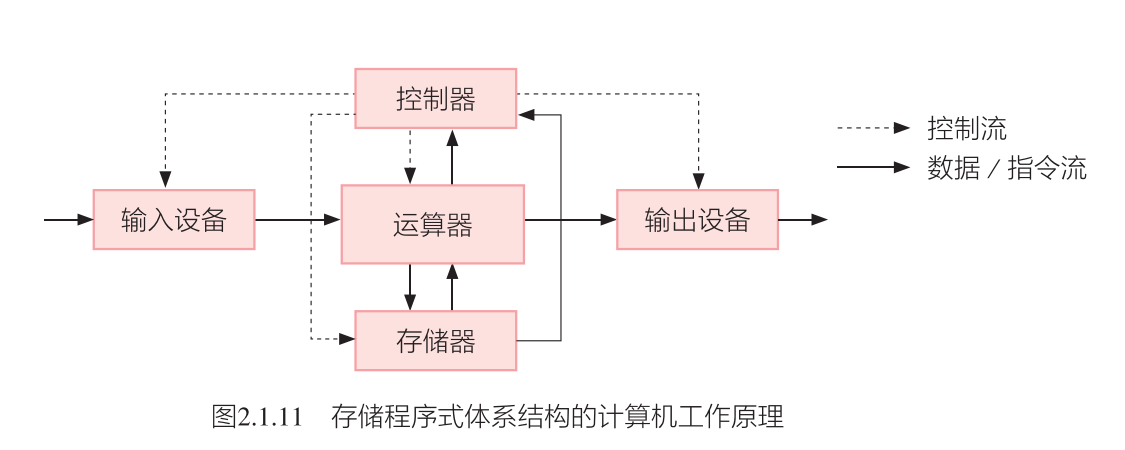 控制器
控制流
数据 / 指令流
输入设备
运算器
输出设备
存储器
图2.1.11 存储程序式体系结构的计算机工作原理